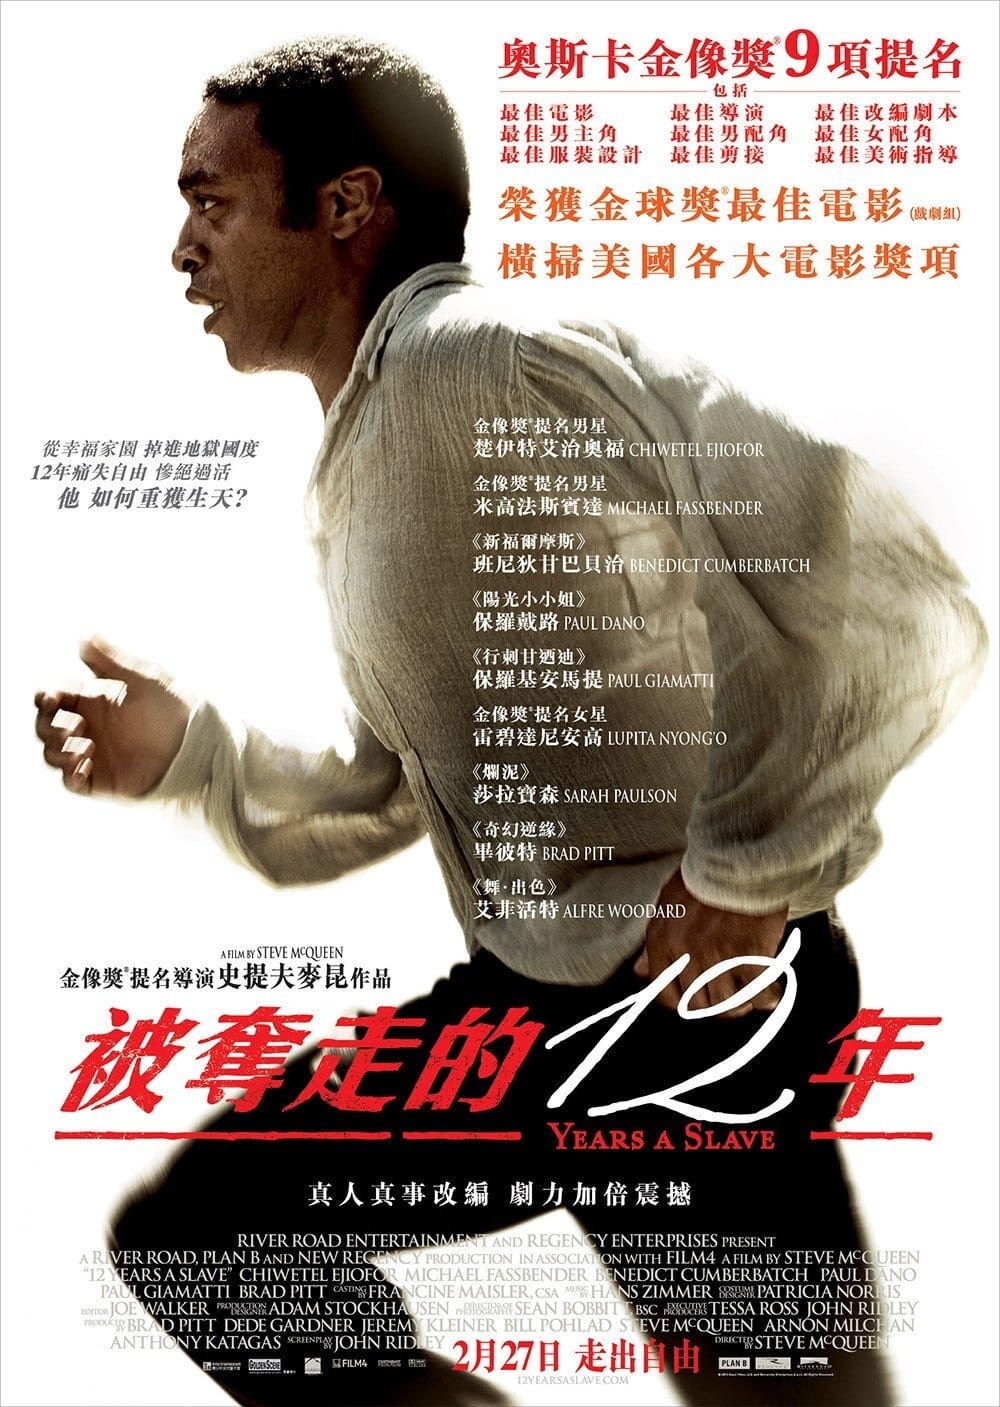 奧斯卡金像獎®9項提名
包括
最佳電影 最佳導演 最佳改編劇本
最佳男主角 最佳男配角 最佳女配角
最佳服裝設計 最佳剪接 最佳美術指導
榮獲金球獎®最佳電影(戲劇組)
橫掃美國各大電影獎項
從幸福家園 掉進地獄國度
12年痛失自由 慘絕過活
他 如何重獲生天?
金像獎®提名男星
楚伊特艾治奧福 CHIWETEL EJIOFOR
金像獎®提名男星
米高法斯賓達 MICHAEL FASSBENDER
《新福爾摩斯》
班尼狄甘巴貝治 BENEDICT CUMBERBATCH
《陽光小小姐》
保羅戴路 PAUL DANO
《行刺甘迺迪》
保羅基安馬提 PAUL GIAMATTI
金像獎®提名女星
雷碧達尼安高 LUPITA NYONG'O
《爛泥》
莎拉寶森 SARAH PAULSON
《奇幻逆緣》
畢彼特 BRAD PITT
《舞·出色》
艾菲活特 ALFRE WOODARD
A FILM BY STEVE McQUEEN
金像獎®提名導演史提夫麥昆作品
被奪走的12年
YEARS A SLAVE
真人真事改編 劇力加倍震撼
RIVER ROAD ENTERTAINMENT AND REGENCY ENTERPRISES PRESENT
A RIVER ROAD, PLAN B AND NEW REGENCY PRODUCTION IN ASSOCIATION WITH FILM4 A FILM BY STEVE McQUEEN
"12 YEARS A SLAVE" CHIWETEL EJIOFOR MICHAEL FASSBENDER BENEDICT CUMBERBATCH PAUL DANO
PAUL GIAMATTI BRAD PITT CASTING BY FRANCINE MAISLER, CSA MUSIC BY HANS ZIMMER COSTUME DESIGNER PATRICIA NORRIS
EDITOR JOE WALKER PRODUCTION DESIGNER ADAM STOCKHAUSEN DIRECTOR OF PHOTOGRAPHY SEAN BOBBITT, BSC EXECUTIVE PRODUCERS TESSA ROSS JOHN RIDLEY
PRODUCED BY BRAD PITT DEDE GARDNER JEREMY KLEINER BILL POHLAD STEVE McQUEEN ARNON MILCHAN
ANTHONY KATAGAS SCREENPLAY BY JOHN RIDLEY DIRECTED BY STEVE McQUEEN
GOLDEN SCENE FILM4 2月27日 走出自由 PLAN B REGENCY RIVER ROAD
12YEARSASLAVE.COM